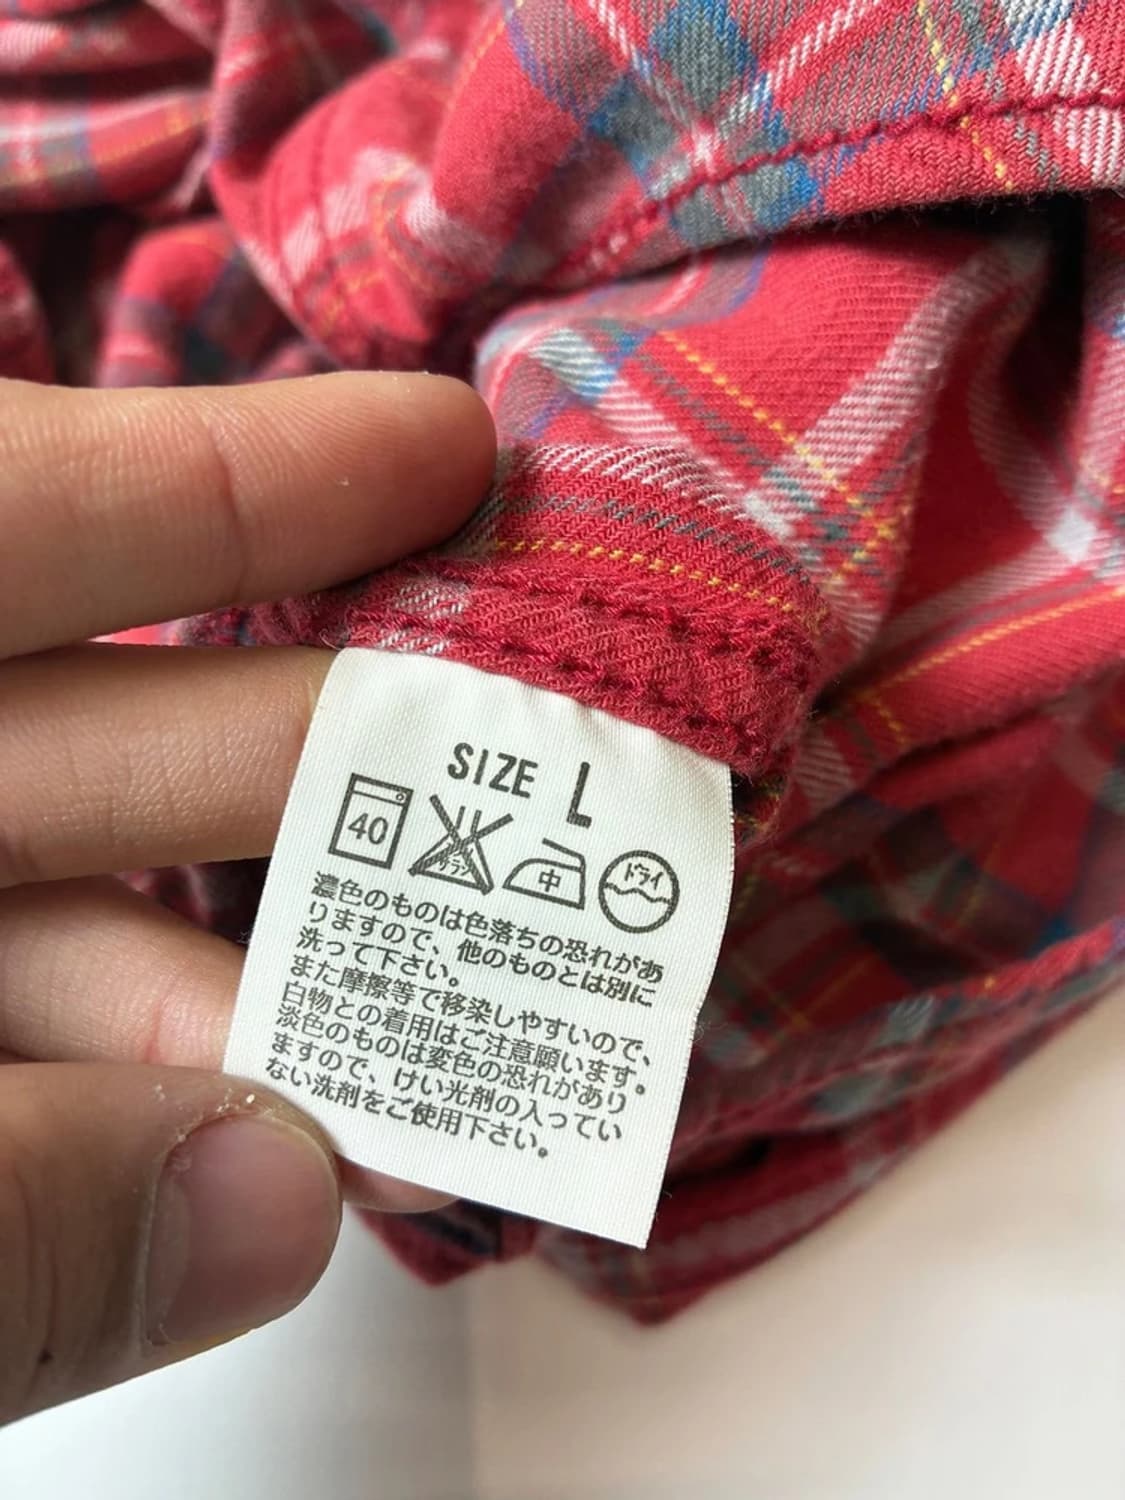 SIZE L
40 エンソサラシ 中 ドライ
濃色のものは色落ちの恐れがあ
りますので、他のものとは別に
洗って下さい。
また摩擦等で移染しやすいので、
白物との着用はご注意願います。
淡色のものは変色の恐れがあり
ますので、けい光剤の入ってい
ない洗剤をご使用下さい。